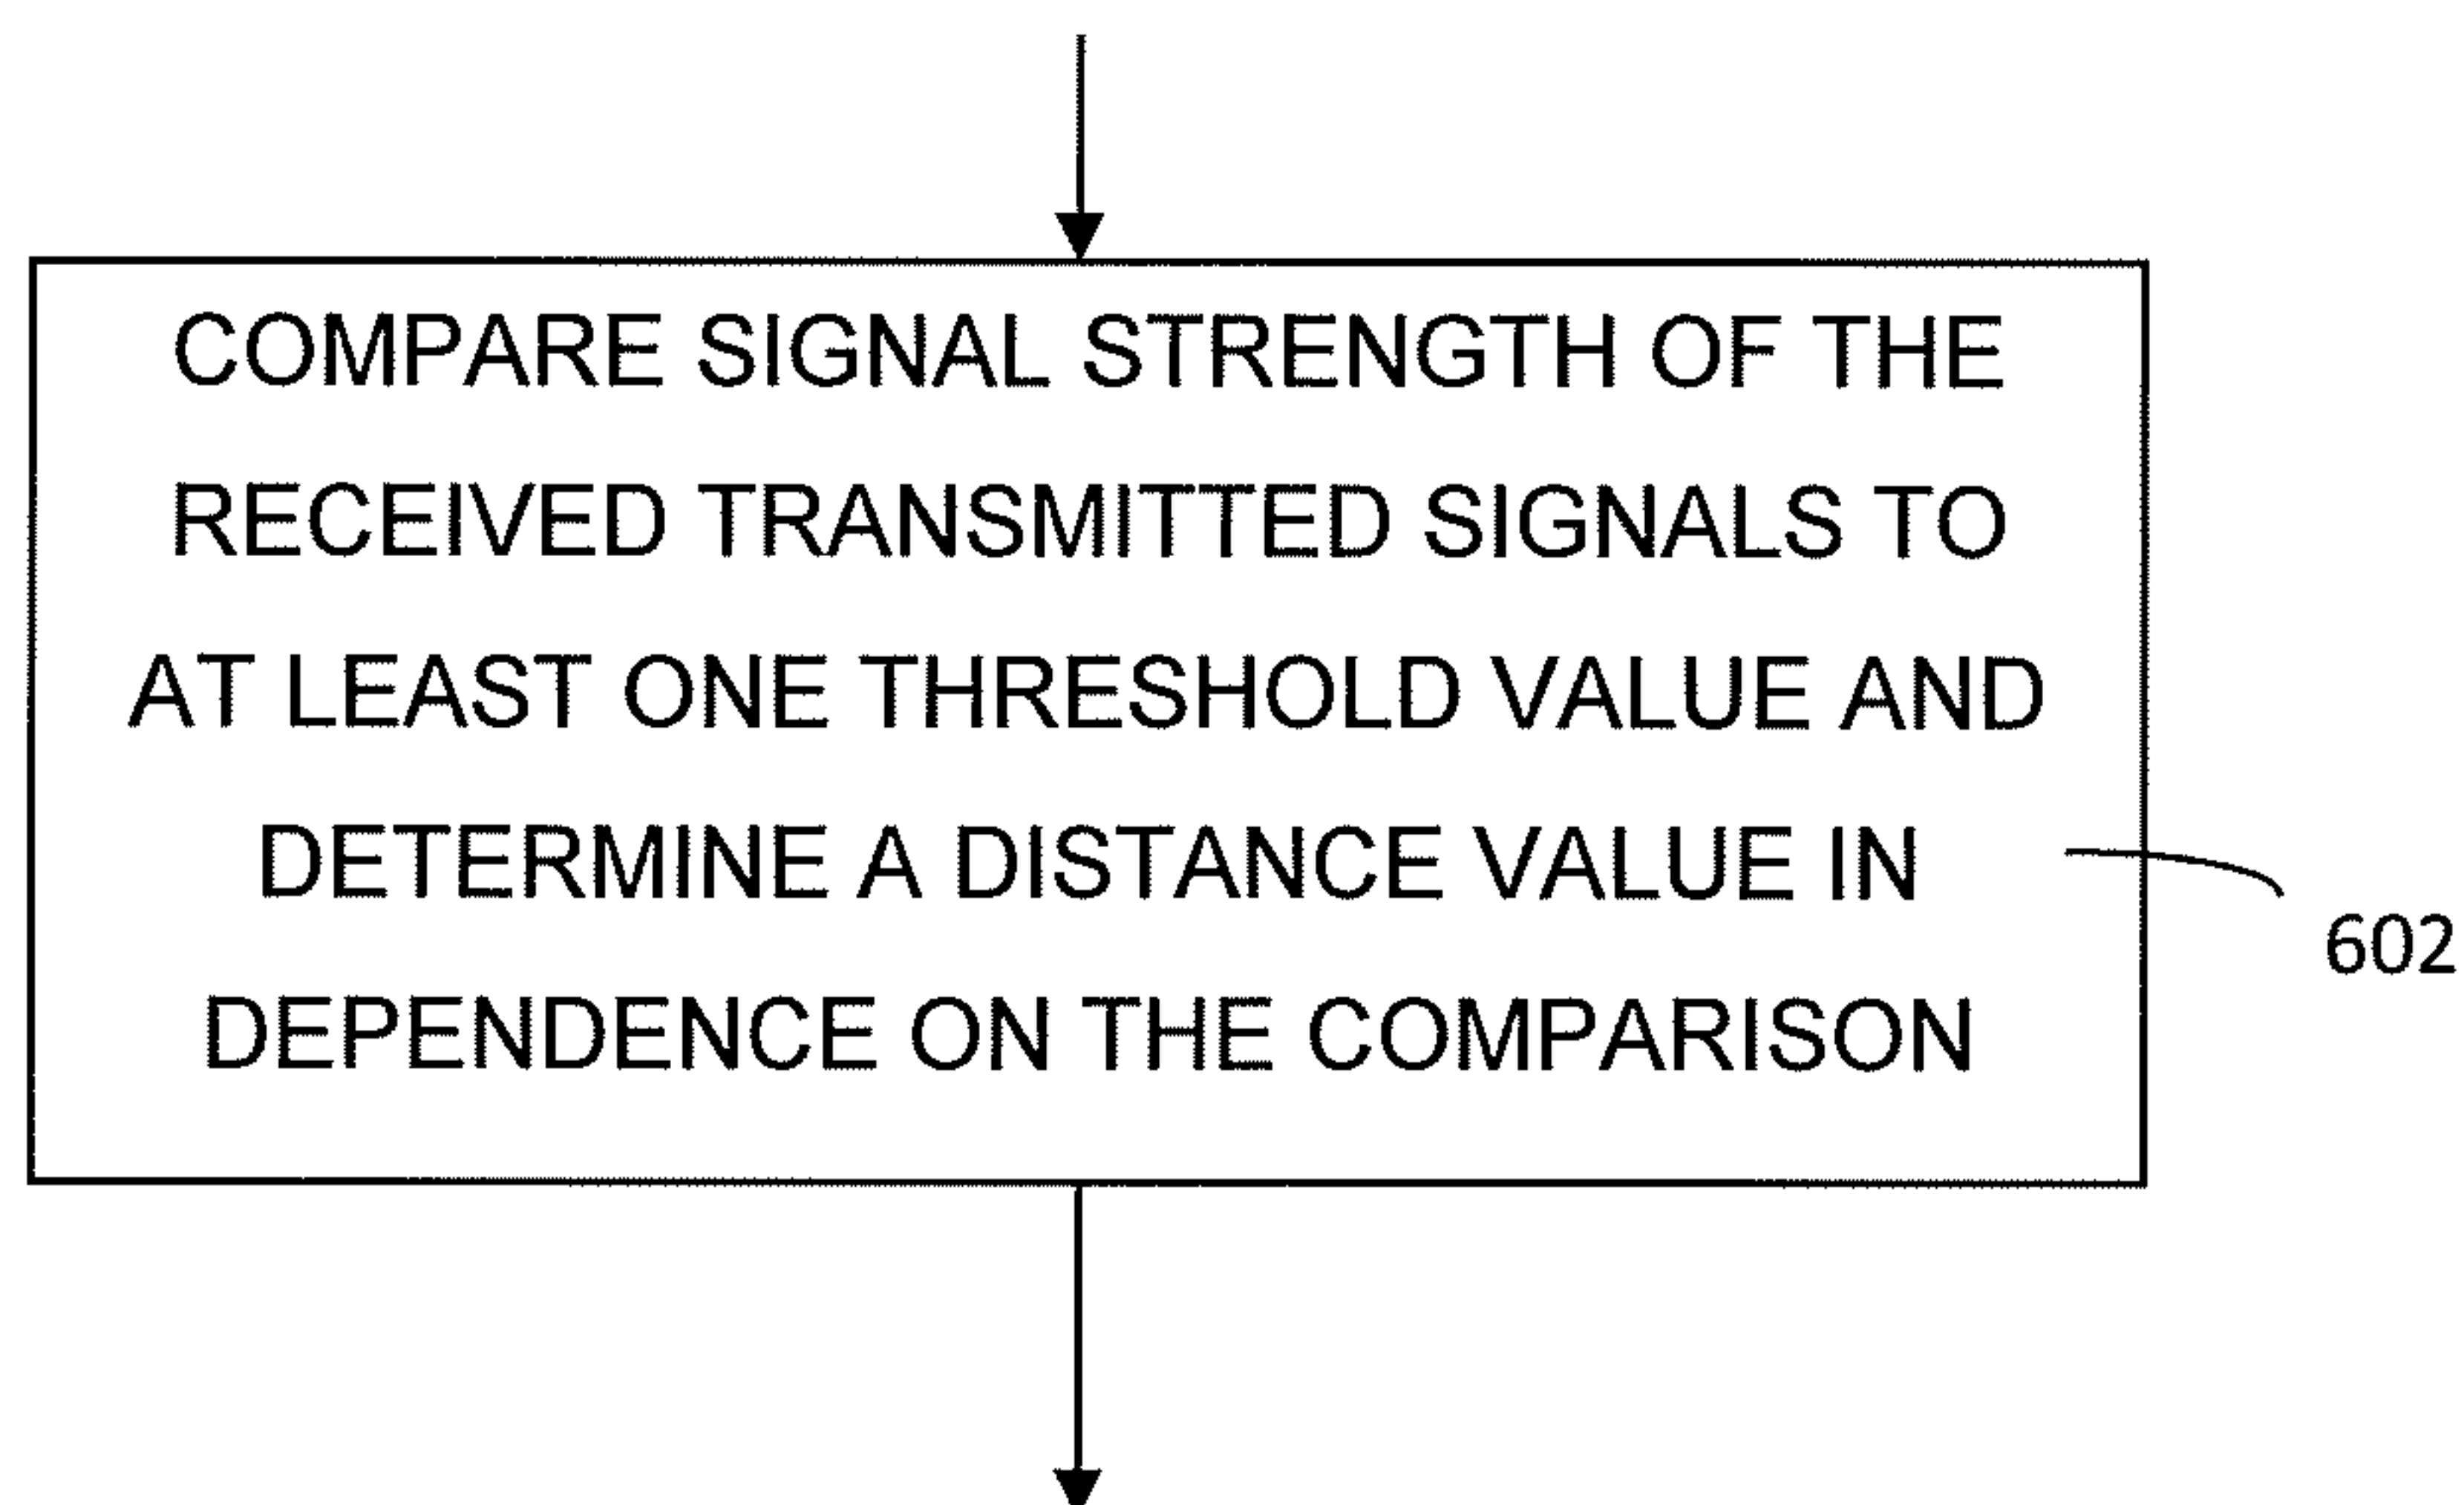 COMPARE SIGNAL STRENGTH OF THE
RECEIVED TRANSMITTED SIGNALS TO
AT LEAST ONE THRESHOLD VALUE AND
DETERMINE A DISTANCE VALUE IN
DEPENDENCE ON THE COMPARISON
602